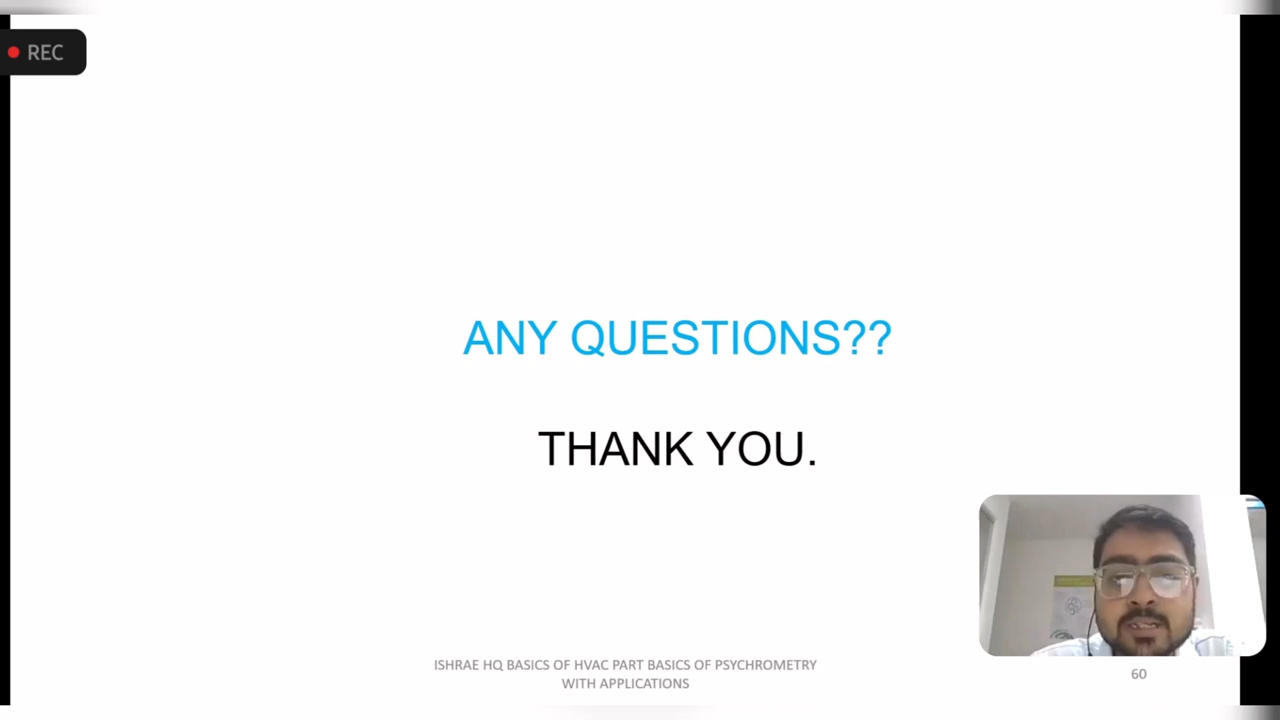 REC
ANY QUESTIONS??
THANK YOU.
ISHRAE HQ BASICS OF HVAC PART BASICS OF PSYCHROMETRY
WITH APPLICATIONS
60